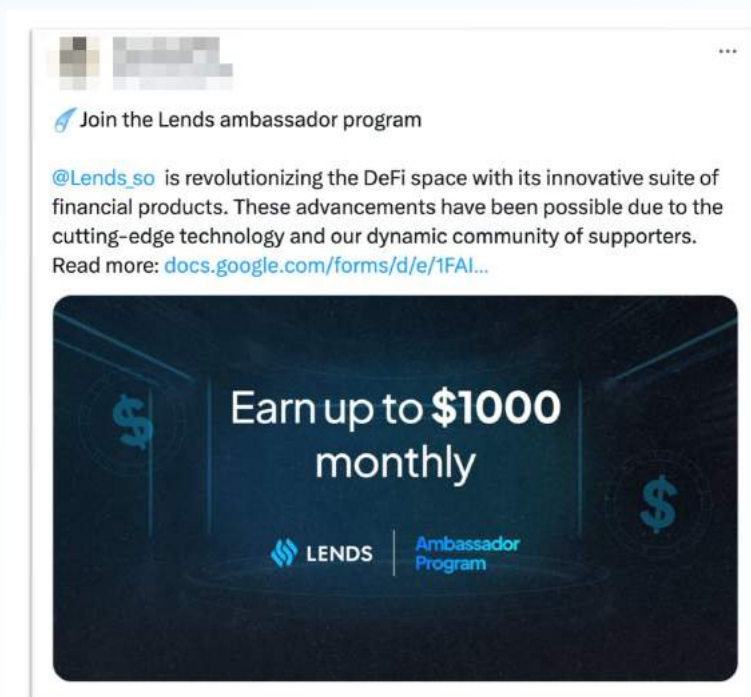 Join the Lends ambassador program
@Lends_so is revolutionizing the DeFi space with its innovative suite of
financial products. These advancements have been possible due to the
cutting-edge technology and our dynamic community of supporters.
Read more: docs.google.com/forms/d/e/1FAI...
Earn up to $1000
monthly
LENDS
Ambassador
Program